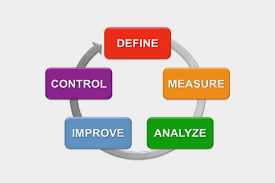 DEFINE
MEASURE
ANALYZE
IMPROVE
CONTROL